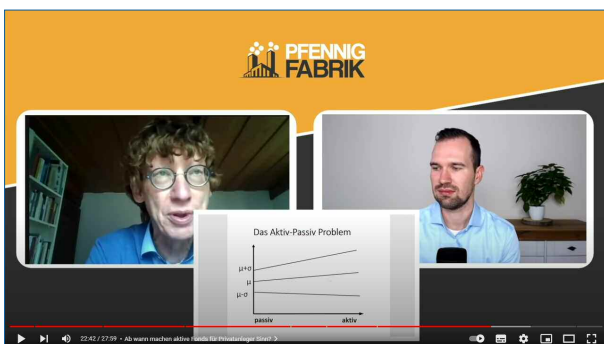 PFENNIG
FABRIK
Das Aktiv-Passiv Problem
μ+σ
μ
μ-σ
passiv
aktiv
22:42 / 27:59 • Ab wann machen aktive Fonds für Privatanleger Sinn? >